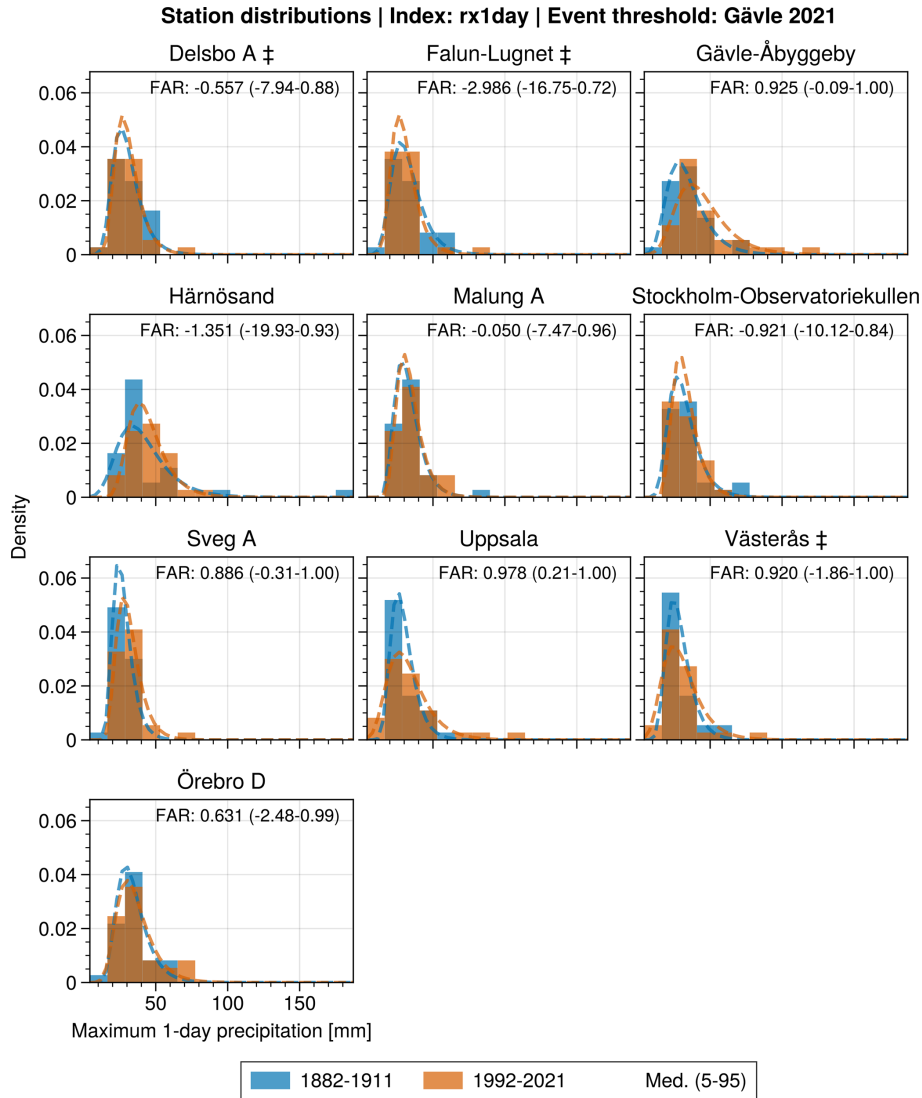 Station distributions | Index: rx1day | Event threshold: Gävle 2021
Delsbo A ‡
Falun-Lugnet ‡
Gävle-Åbyggeby
FAR: -0.557 (-7.94-0.88)
FAR: -2.986 (-16.75-0.72)
FAR: 0.925 (-0.09-1.00)
0.06
0.04
0.02
0
Härnösand
Malung A
Stockholm-Observatoriekullen
FAR: -1.351 (-19.93-0.93)
FAR: -0.050 (-7.47-0.96)
FAR: -0.921 (-10.12-0.84)
0.06
0.04
0.02
0
Density
Sveg A
Uppsala
Västerås ‡
FAR: 0.886 (-0.31-1.00)
FAR: 0.978 (0.21-1.00)
FAR: 0.920 (-1.86-1.00)
0.06
0.04
0.02
0
Örebro D
FAR: 0.631 (-2.48-0.99)
0.06
0.04
0.02
0
50 100 150
Maximum 1-day precipitation [mm]
1882-1911 1992-2021 Med. (5-95)